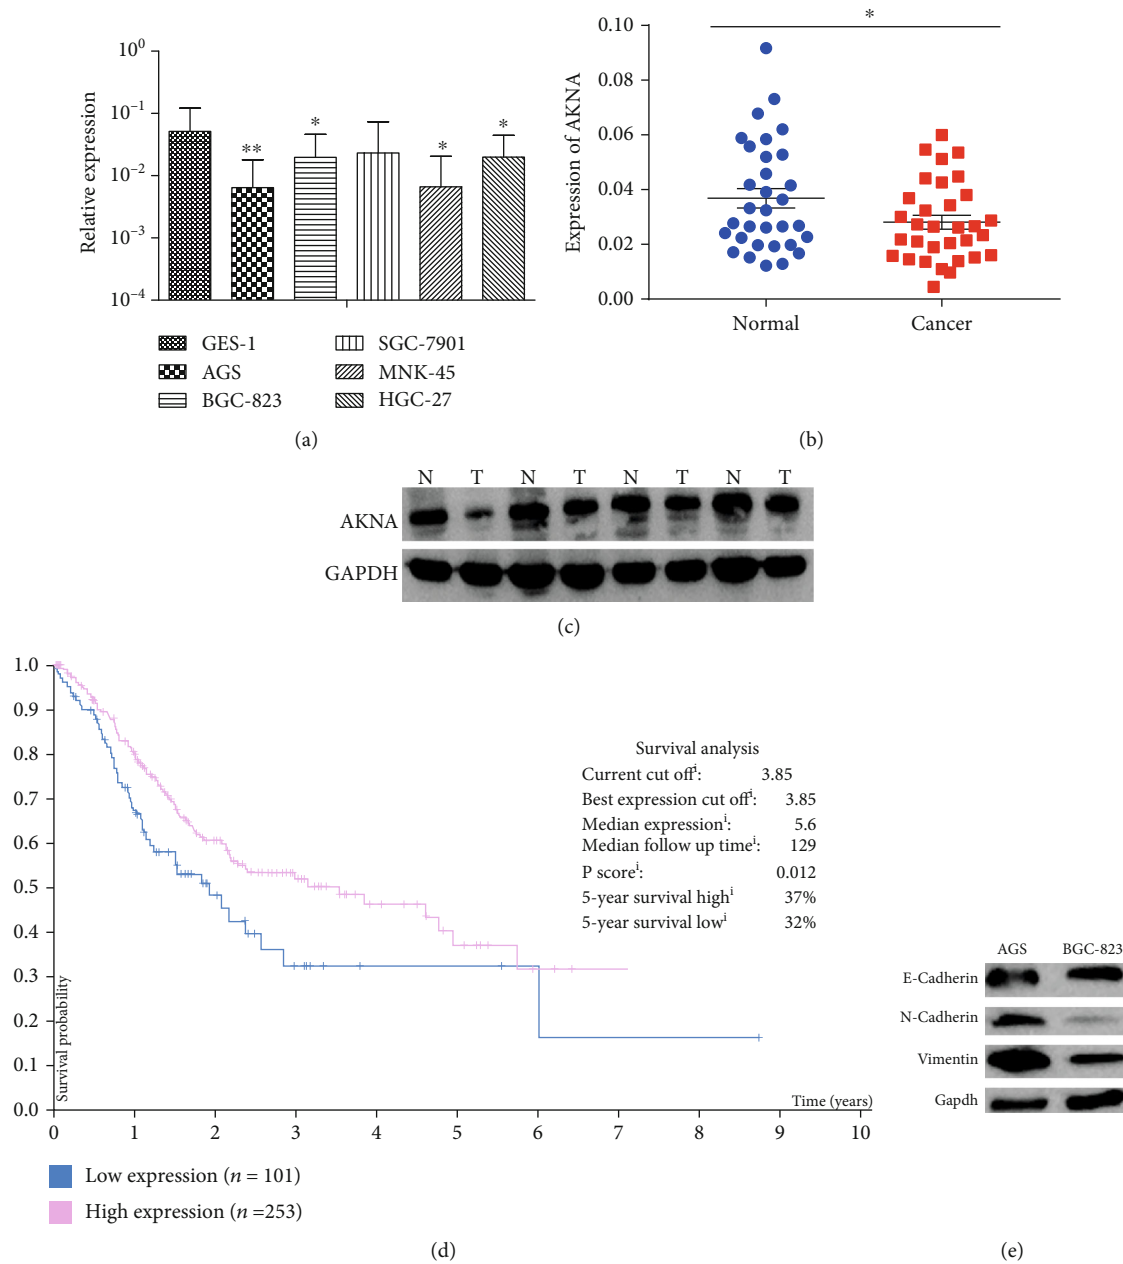 Relative expression
10⁰
10⁻¹
10⁻²
10⁻³
10⁻⁴
**
*
*
*
GES-1
AGS
BGC-823
SGC-7901
MNK-45
HGC-27
(a)
Expression of AKNA
0.10
0.08
0.06
0.04
0.02
0.00
*
Normal
Cancer
(b)
N T N T N T N T
AKNA
GAPDH
(c)
1.0
0.9
0.8
0.7
0.6
0.5
0.4
0.3
0.2
0.1
0.0
Survival probability
Survival analysis
Current cut offⁱ: 3.85
Best expression cut offⁱ: 3.85
Median expressionⁱ: 5.6
Median follow up timeⁱ: 129
P scoreⁱ: 0.012
5-year survival highⁱ 37%
5-year survival lowⁱ 32%
Time (years)
0 1 2 3 4 5 6 7 8 9 10
Low expression (n = 101)
High expression (n =253)
(d)
AGS BGC-823
E-Cadherin
N-Cadherin
Vimentin
Gapdh
(e)